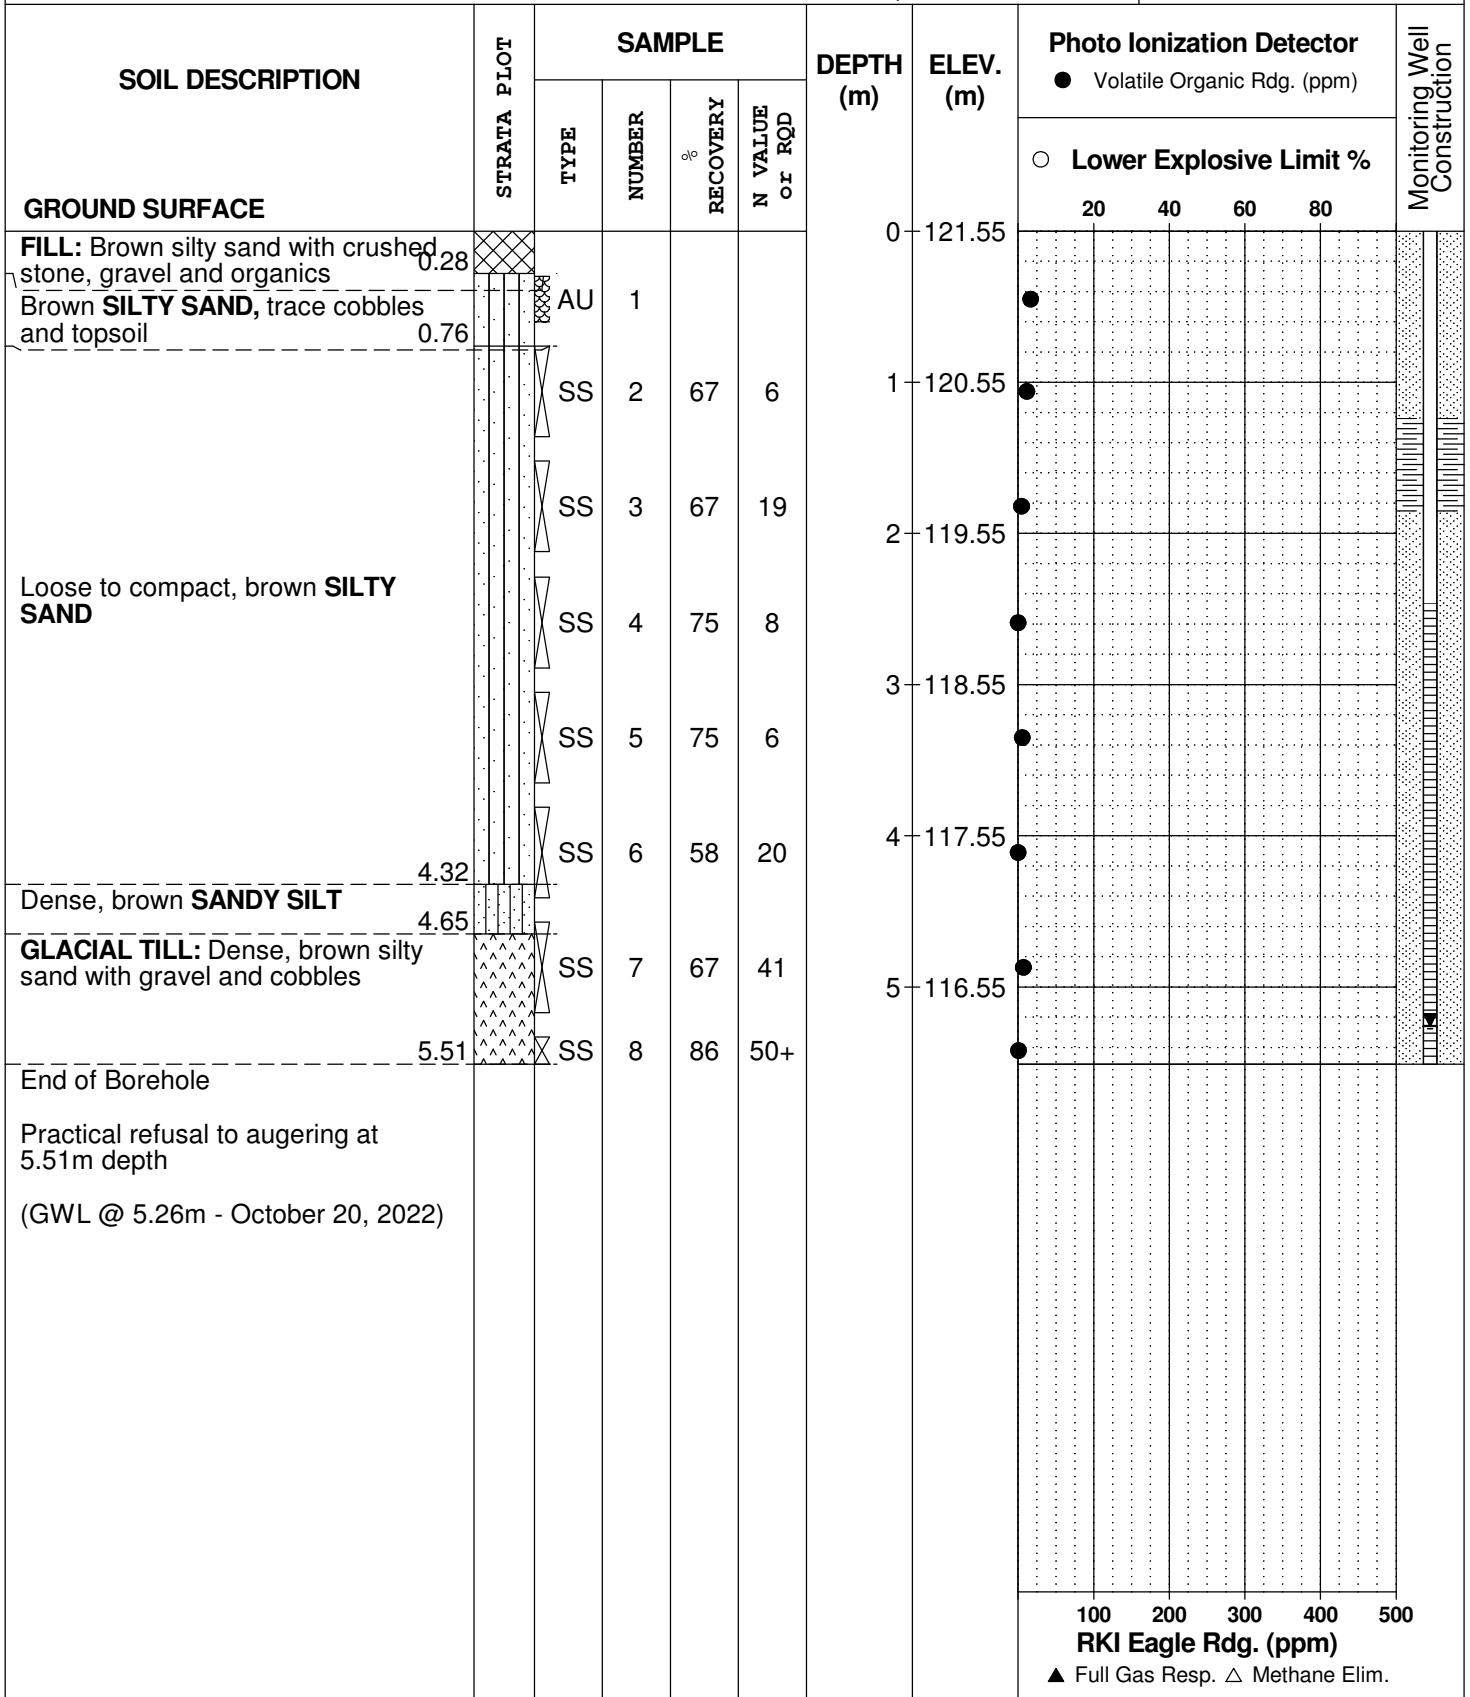 SOIL DESCRIPTION
GROUND SURFACE
STRATA PLOT
SAMPLE
TYPE
NUMBER
%
RECOVERY
N VALUE
or RQD
DEPTH
(m)
ELEV.
(m)
Photo Ionization Detector
● Volatile Organic Rdg. (ppm)
○ Lower Explosive Limit %
20 40 60 80
Monitoring Well
Construction
0 121.55
FILL: Brown silty sand with crushed
0.28
stone, gravel and organics
Brown SILTY SAND, trace cobbles
and topsoil 0.76
AU 1
SS 2 67 6
1 120.55
SS 3 67 19
2 119.55
Loose to compact, brown SILTY
SAND
SS 4 75 8
3 118.55
SS 5 75 6
4 117.55
SS 6 58 20
4.32
Dense, brown SANDY SILT
4.65
GLACIAL TILL: Dense, brown silty
sand with gravel and cobbles
SS 7 67 41
5 116.55
5.51
SS 8 86 50+
End of Borehole
Practical refusal to augering at
5.51m depth
(GWL @ 5.26m - October 20, 2022)
100 200 300 400 500
RKI Eagle Rdg. (ppm)
▲ Full Gas Resp. △ Methane Elim.